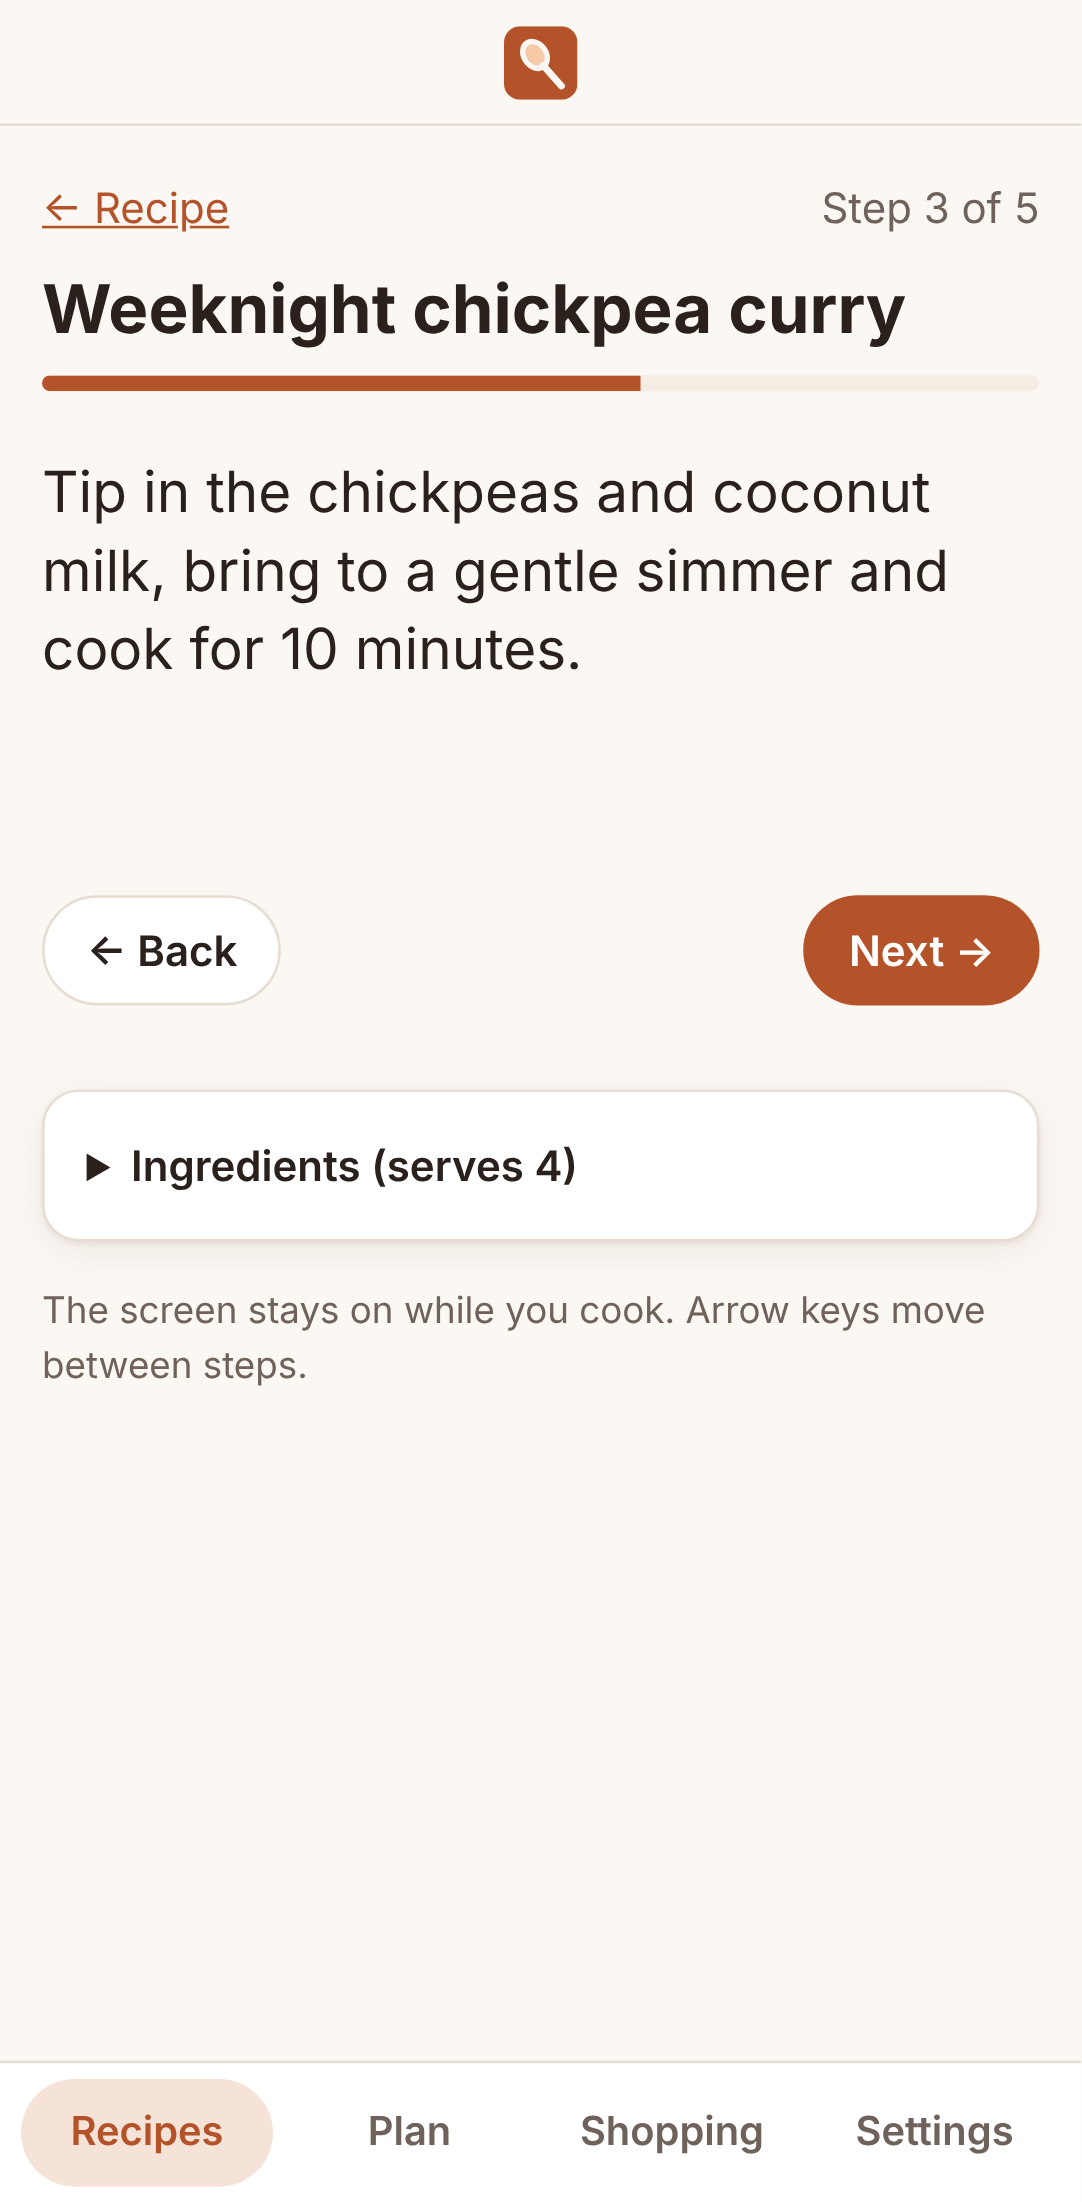 ← Recipe
Step 3 of 5
Weeknight chickpea curry
Tip in the chickpeas and coconut
milk, bring to a gentle simmer and
cook for 10 minutes.
← Back
Next →
▶ Ingredients (serves 4)
The screen stays on while you cook. Arrow keys move
between steps.
Recipes
Plan
Shopping
Settings